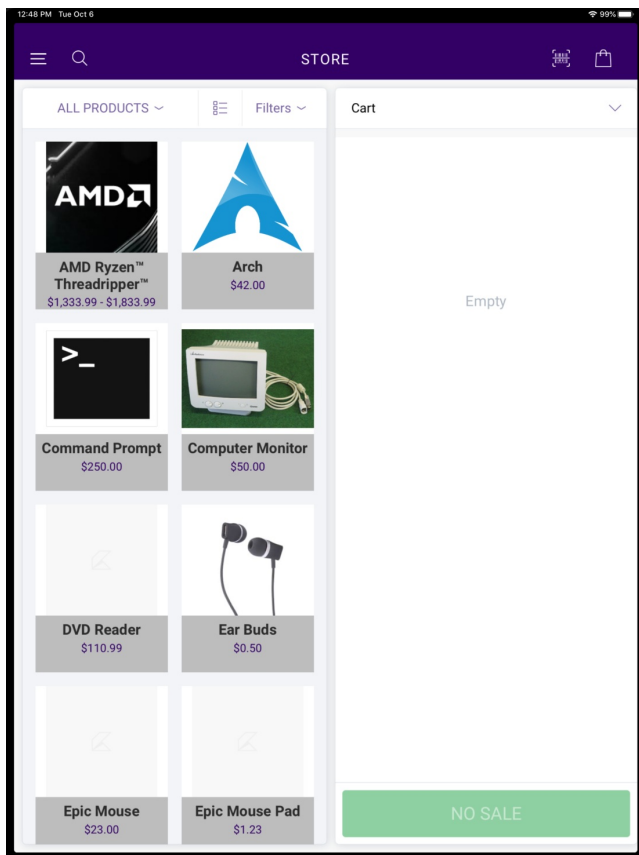 12:48 PM Tue Oct 6
99%
STORE
ALL PRODUCTS
Filters
Cart
AMD
AMD Ryzen™
Threadripper™
$1,333.99 - $1,833.99
Arch
$42.00
Empty
>_
Command Prompt
$250.00
Computer Monitor
$50.00
DVD Reader
$110.99
Ear Buds
$0.50
Epic Mouse
$23.00
Epic Mouse Pad
$1.23
NO SALE